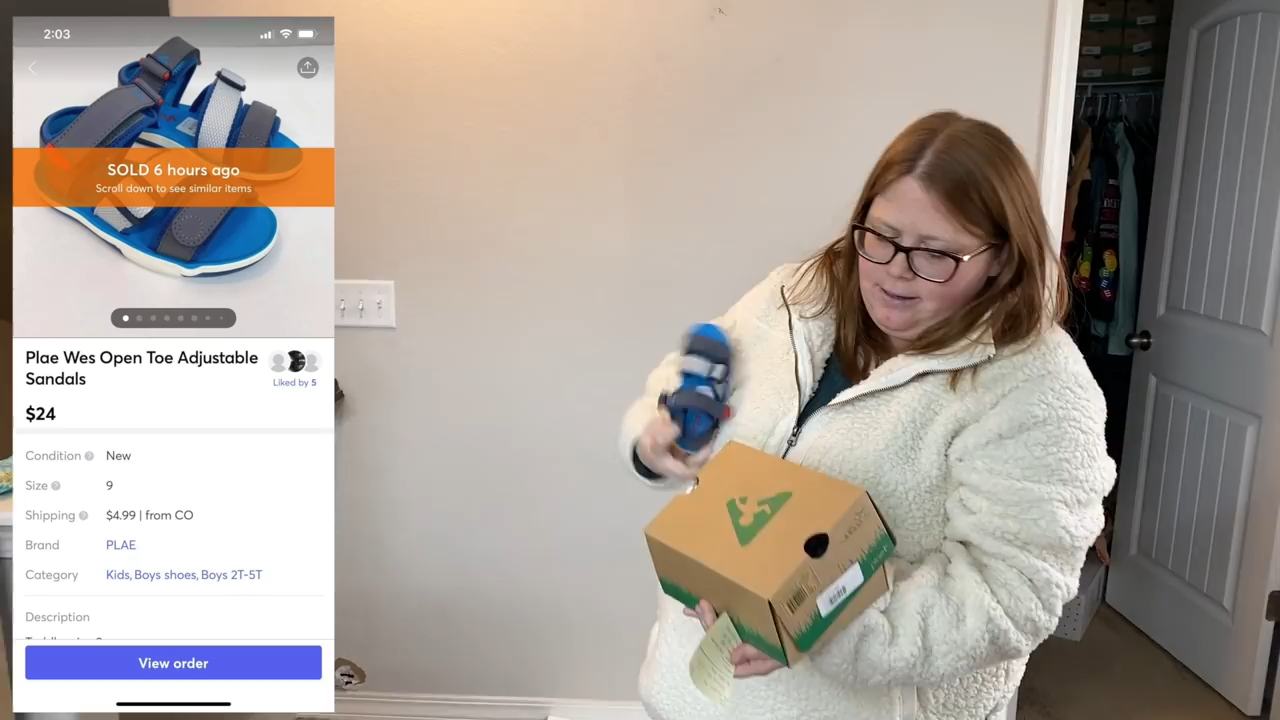 2:03
SOLD 6 hours ago
Scroll down to see similar items
Plae Wes Open Toe Adjustable
Sandals
Liked by 5
$24
Condition New
Size 9
Shipping $4.99 | from CO
Brand PLAE
Category Kids, Boys shoes, Boys 2T-5T
Description
View order